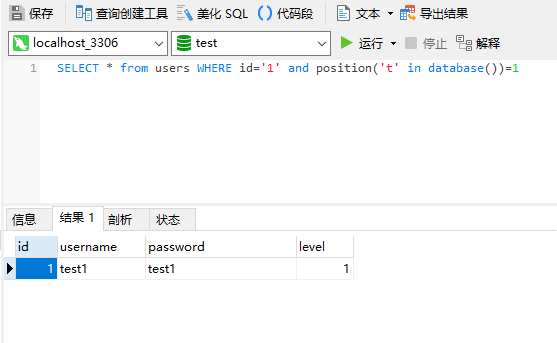 保存 查询创建工具 美化 SQL () 代码段 文本 导出结果
localhost_3306 test 运行 停止 解释
1 SELECT * from users WHERE id='1' and position('t' in database())=1
信息 结果 1 剖析 状态
id username password level
1 test1 test1 1